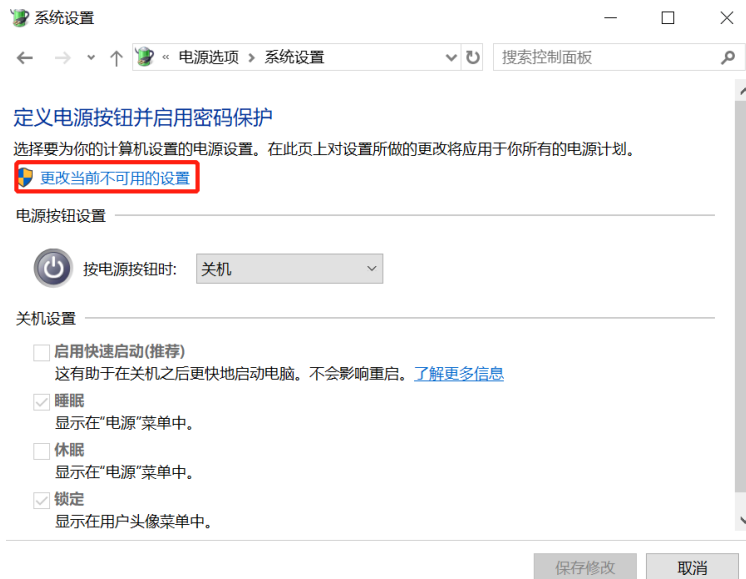 系统设置
« 电源选项 > 系统设置
搜索控制面板
定义电源按钮并启用密码保护
选择要为你的计算机设置的电源设置。在此页上对设置所做的更改将应用于你所有的电源计划。
更改当前不可用的设置
电源按钮设置
按电源按钮时: 关机
关机设置
启用快速启动(推荐)
这有助于在关机之后更快地启动电脑。不会影响重启。了解更多信息
睡眠
显示在"电源"菜单中。
休眠
显示在"电源"菜单中。
锁定
显示在用户头像菜单中。
保存修改 取消